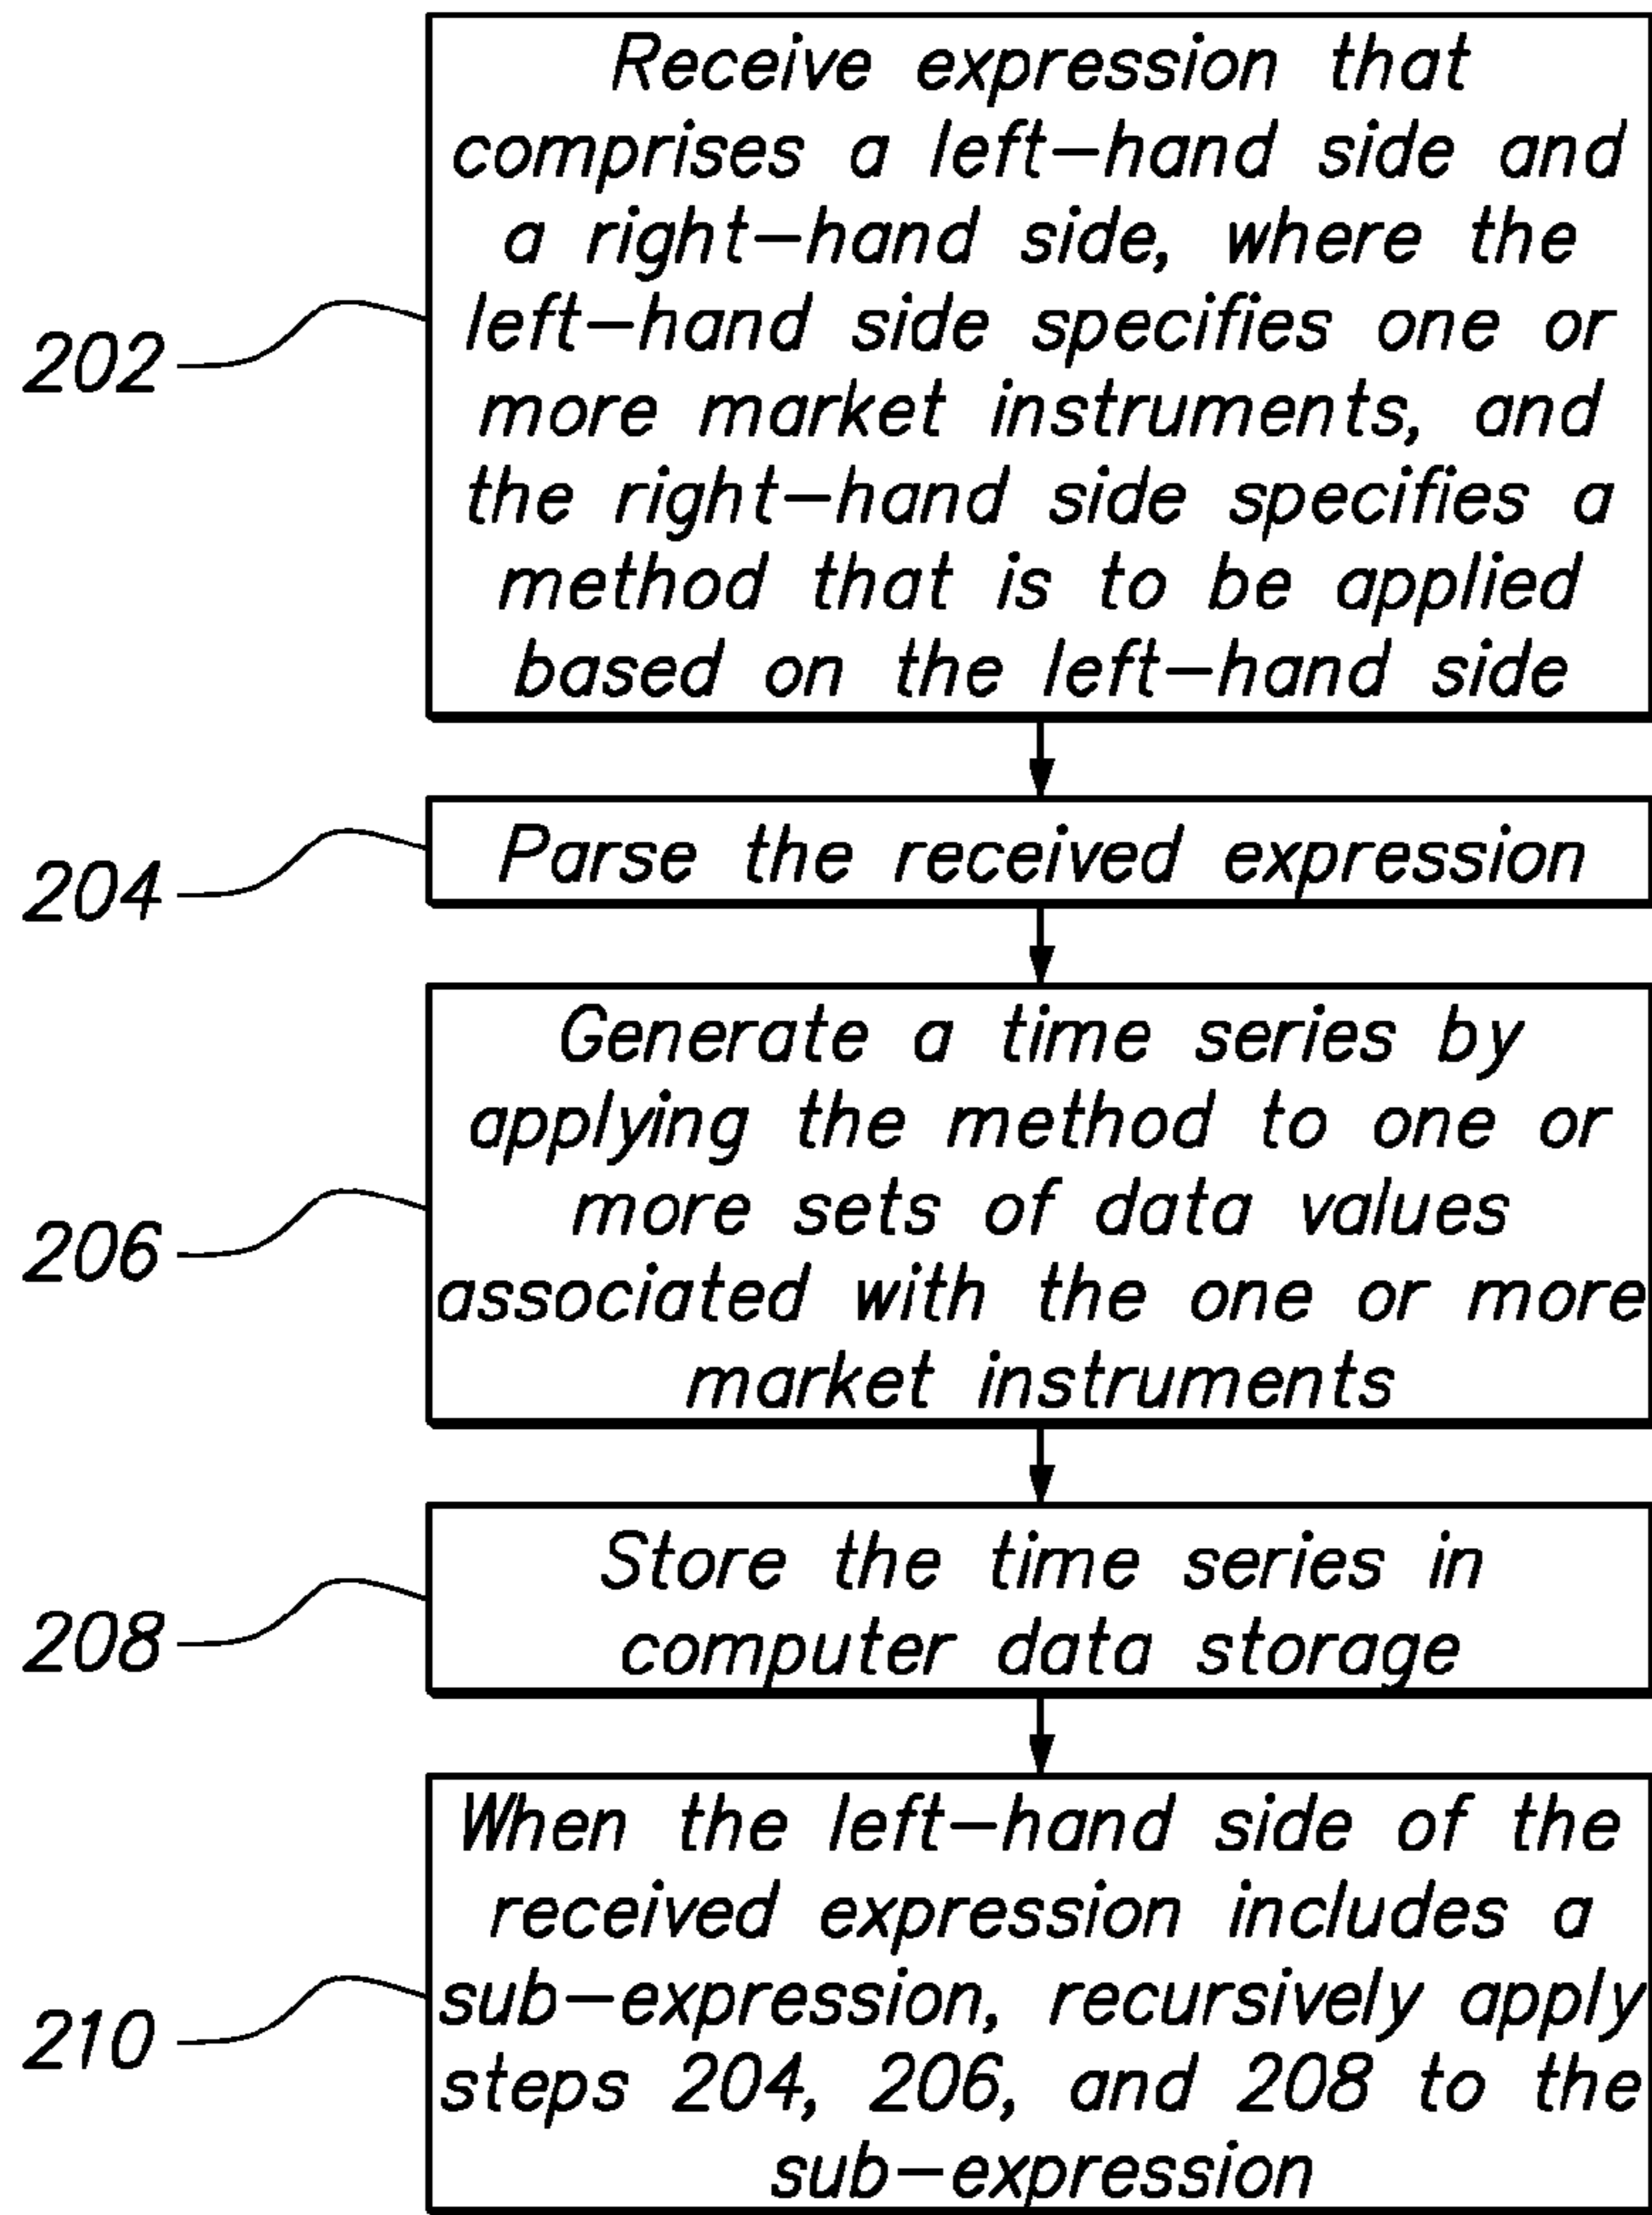 Receive expression that
comprises a left-hand side and
a right-hand side, where the
left-hand side specifies one or
more market instruments, and
the right-hand side specifies a
method that is to be applied
based on the left-hand side
202
Parse the received expression
204
Generate a time series by
applying the method to one or
more sets of data values
associated with the one or more
market instruments
206
Store the time series in
computer data storage
208
When the left-hand side of the
received expression includes a
sub-expression, recursively apply
steps 204, 206, and 208 to the
sub-expression
210